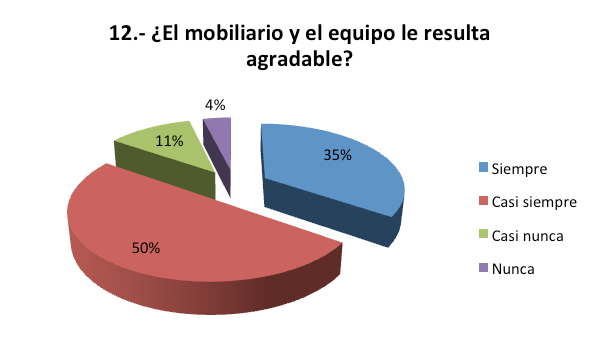 12.- ¿El mobiliario y el equipo le resulta
agradable?
4%
11%
35%
50%
Siempre
Casi siempre
Casi nunca
Nunca